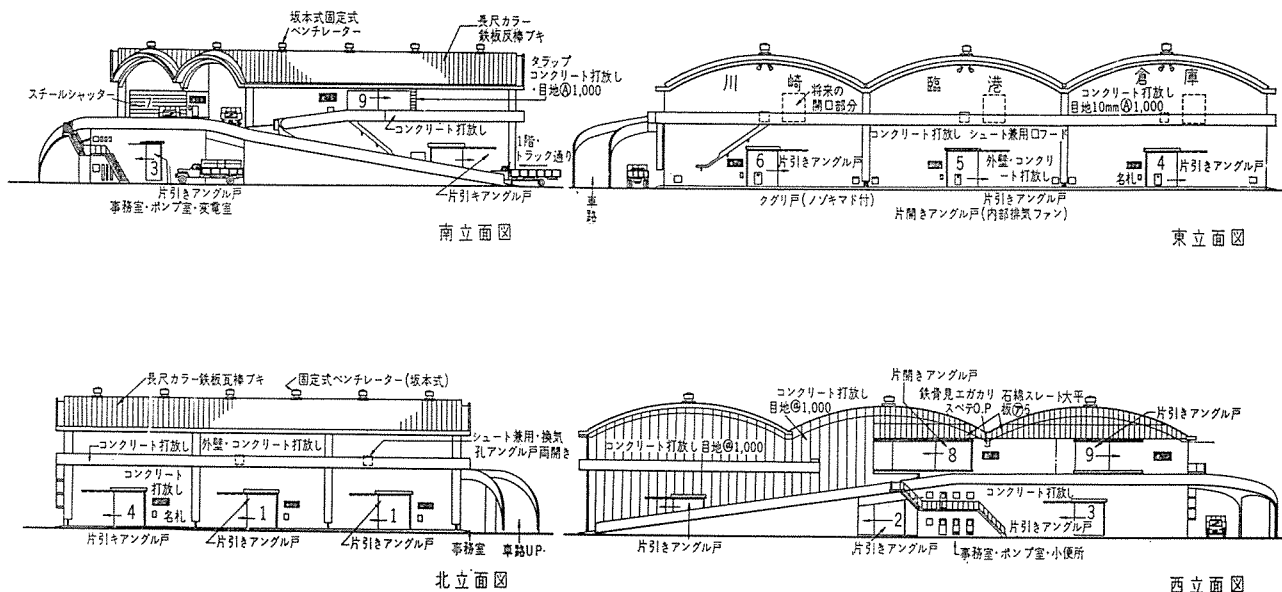 坂本式固定式
ベンチレーター
長尺カラー
鉄板反棒ブキ
タラップ
コンクリート打放し
・目地Ⓐ1,000
スチールシャッター
7
9
コンクリート打放し
1階・
トラック通り
3
片引きアングル戸
事務室・ポンプ室・変電室
片引キアングル戸
南立面図
川崎臨港倉庫
将来の
開口部分
コンクリート打放し
目地10mmⒶ1,000
コンクリート打放し シュート兼用口フード
6
片引きアングル戸
5
外壁・コンクリ
ート打放し
4
片引きアングル戸
名札
車路
クグリ戸(ノゾキマド付)
片引きアングル戸
片開きアングル戸(内部排気ファン)
東立面図
長尺カラー鉄板瓦棒ブキ
固定式ベンチレーター(坂本式)
コンクリート打放し
外壁・コンクリート打放し
シュート兼用・換気
孔アングル戸両開き
コンクリート
打放し
4
名札
1
1
片引キアングル戸
片引きアングル戸
片引きアングル戸
事務室
車路UP
北立面図
片開きアングル戸
コンクリート打放し
目地@1,000
鉄骨見エガカリ
スベテO.P
石綿スレート大平
板㋐5
片引きアングル戸
コンクリート打放し 目地@1,000
8
9
コンクリート打放し
2
3
片引きアングル戸
片引きアングル戸
片引きアングル戸
事務室・ポンプ室・小便所
西立面図